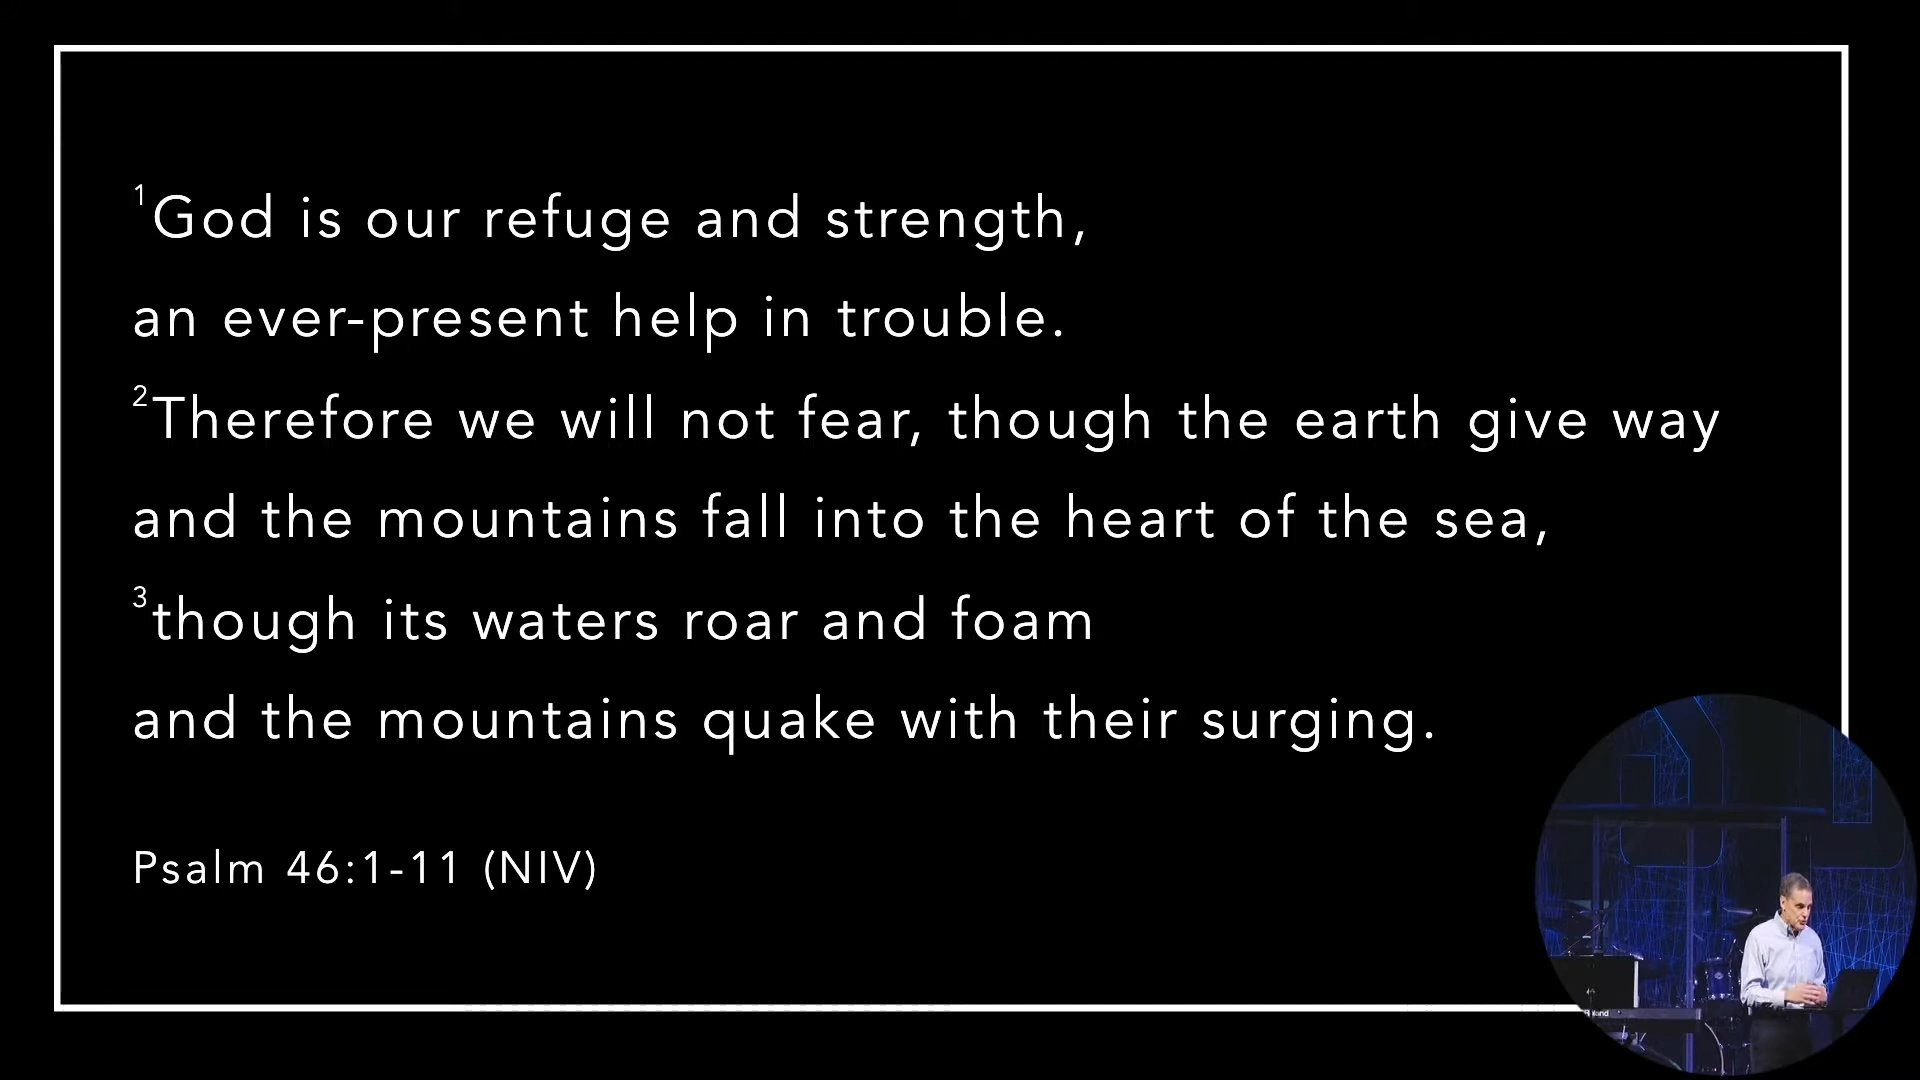 1God is our refuge and strength,
an ever-present help in trouble.
2Therefore we will not fear, though the earth give way
and the mountains fall into the heart of the sea,
3though its waters roar and foam
and the mountains quake with their surging.
Psalm 46:1-11 (NIV)